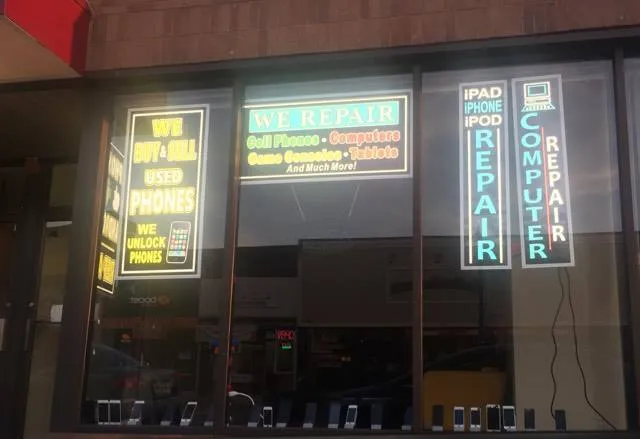 WE
BUY & SELL
USED
PHONES
WE
UNLOCK
PHONES
WE REPAIR
Cell Phones • Computers
Game Consoles • Tablets
And Much More!
iPAD
iPHONE
iPOD
REPAIR
COMPUTER
REPAIR